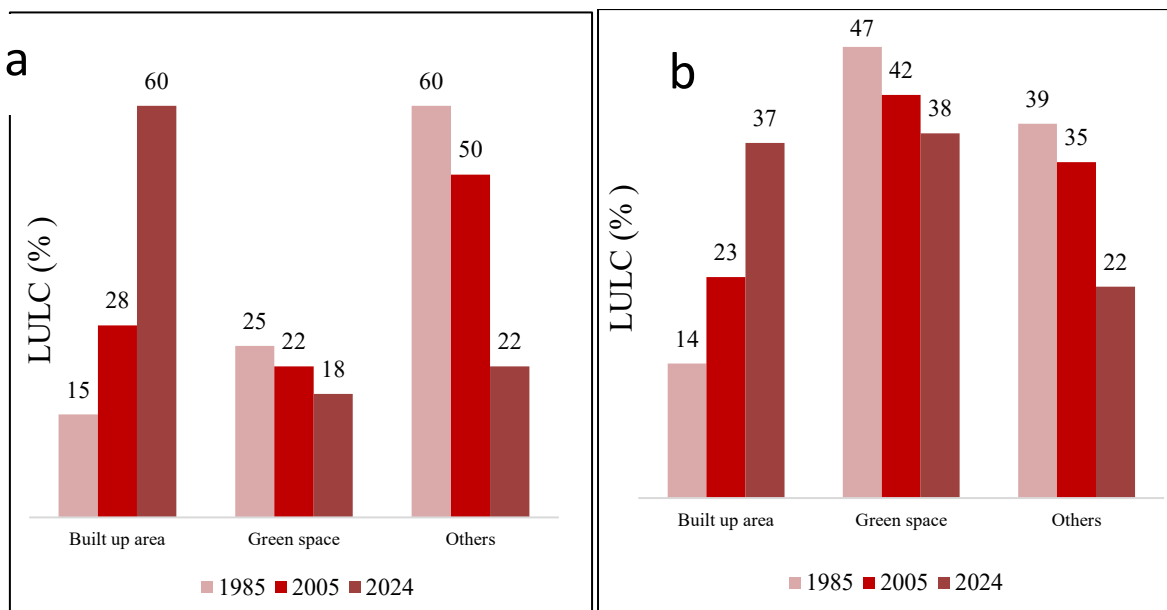 a
LULC (% )
60
60
50
28
25
22
22
18
15
Built up area
Green space
Others
1985
2005
2024
b
LULC (% )
47
42
39
38
37
35
23
22
14
Built up area
Green space
Others
1985
2005
2024